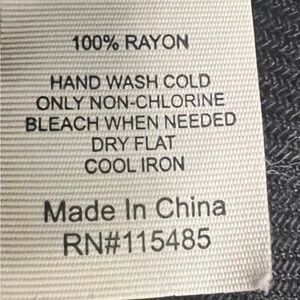 100% RAYON
HAND WASH COLD
ONLY NON-CHLORINE
BLEACH WHEN NEEDED
DRY FLAT
COOL IRON
Made In China
RN#115485